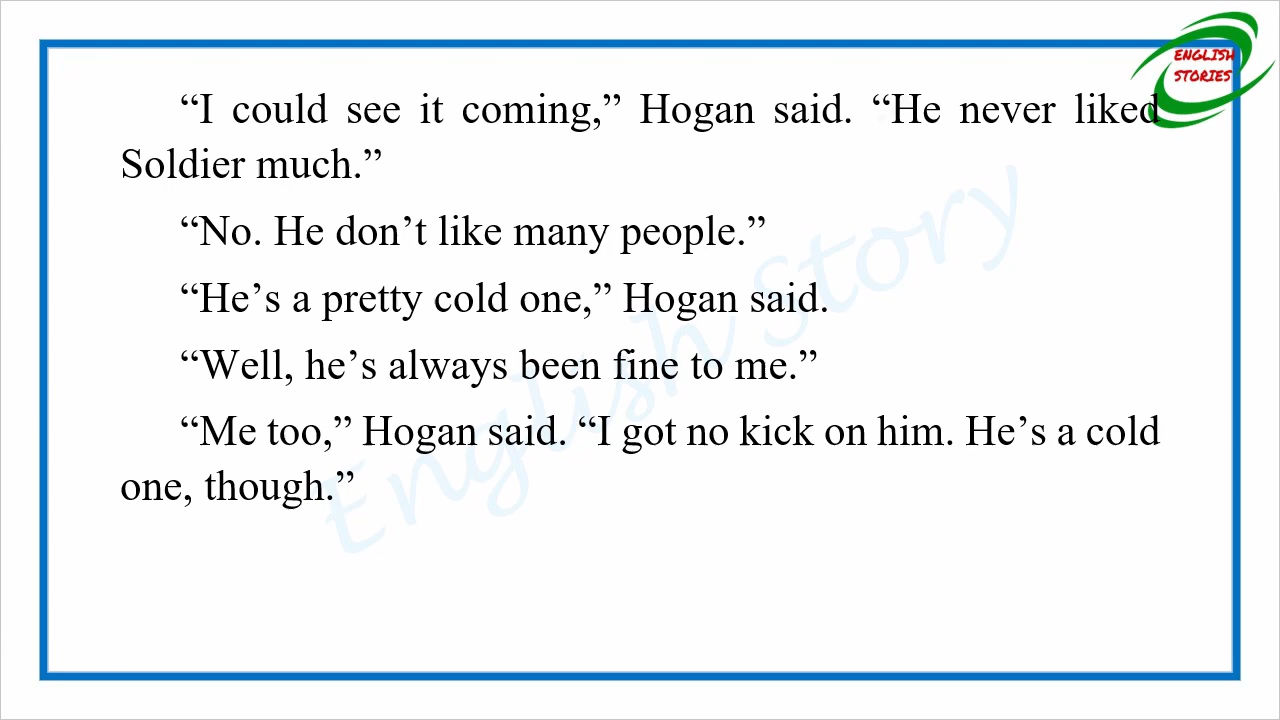 ENGLISH
STORIES
“I could see it coming,” Hogan said. “He never liked
Soldier much.”
“No. He don’t like many people.”
“He’s a pretty cold one,” Hogan said.
“Well, he’s always been fine to me.”
“Me too,” Hogan said. “I got no kick on him. He’s a cold
one, though.”
English Story